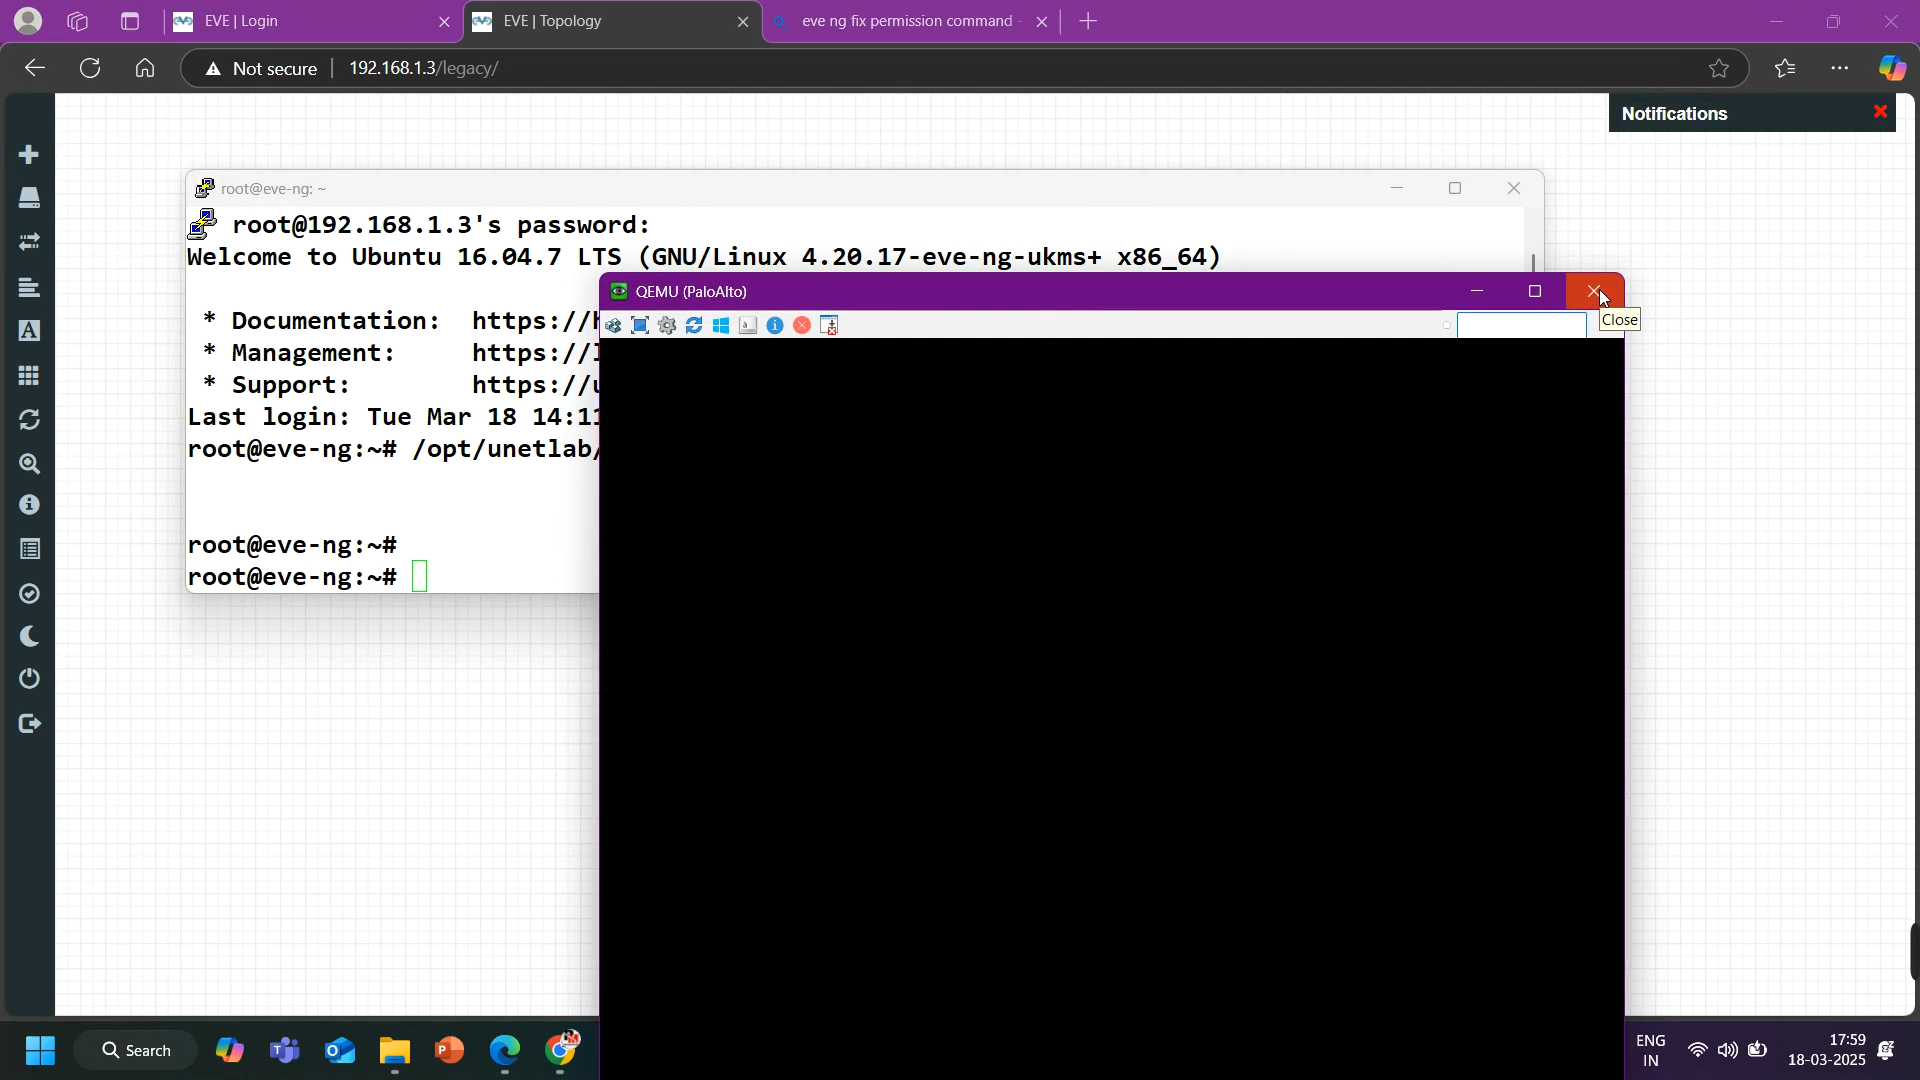 EVE | Login
EVE | Topology
eve ng fix permission command
Not secure
192.168.1.3/legacy/
Notifications
root@eve-ng: ~
root@192.168.1.3's password:
Welcome to Ubuntu 16.04.7 LTS (GNU/Linux 4.20.17-eve-ng-ukms+ x86_64)
QEMU (PaloAlto)
Close
* Documentation: https://h
* Management: https://l
* Support: https://u
Last login: Tue Mar 18 14:11
root@eve-ng:~# /opt/unetlab/
root@eve-ng:~#
root@eve-ng:~#
Search
ENG
IN
17:59
18-03-2025